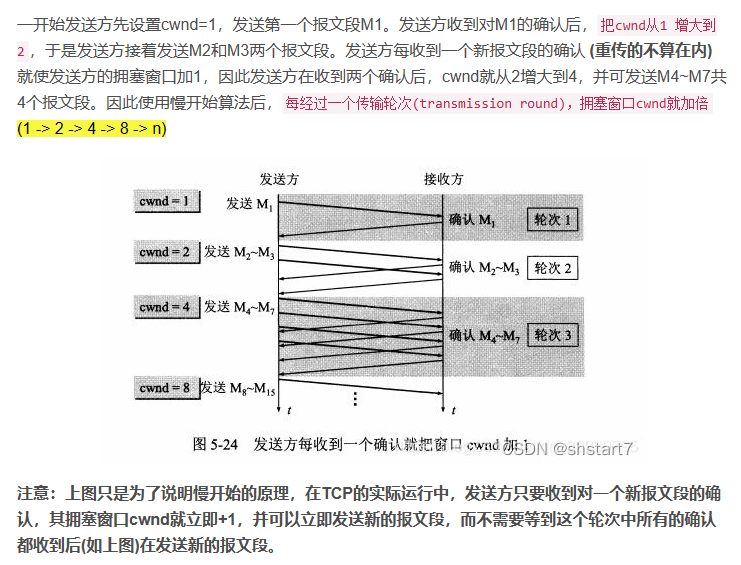 一开始发送方先设置cwnd=1，发送第一个报文段M1。发送方收到对M1的确认后，把cwnd从1 增大到
2，于是发送方接着发送M2和M3两个报文段。发送方每收到一个新报文段的确认 (重传的不算在内)
就使发送方的拥塞窗口加1，因此发送方在收到两个确认后，cwnd就从2增大到4，并可发送M4~M7共
4个报文段。因此使用慢开始算法后，每经过一个传输轮次(transmission round)，拥塞窗口cwnd就加倍
(1 -> 2 -> 4 -> 8 -> n)
发送方 接收方
cwnd = 1 发送 M1 确认 M1 轮次 1
cwnd = 2 发送 M2~M3 确认 M2~M3 轮次 2
cwnd = 4 发送 M4~M7 确认 M4~M7 轮次 3
cwnd = 8 发送 M8~M15
t t
图 5-24 发送方每收到一个确认就把窗口 cwnd 加 1
CSDN @shstart7
注意：上图只是为了说明慢开始的原理，在TCP的实际运行中，发送方只要收到对一个新报文段的确
认，其拥塞窗口cwnd就立即+1，并可以立即发送新的报文段，而不需要等到这个轮次中所有的确认
都收到后(如上图)在发送新的报文段。